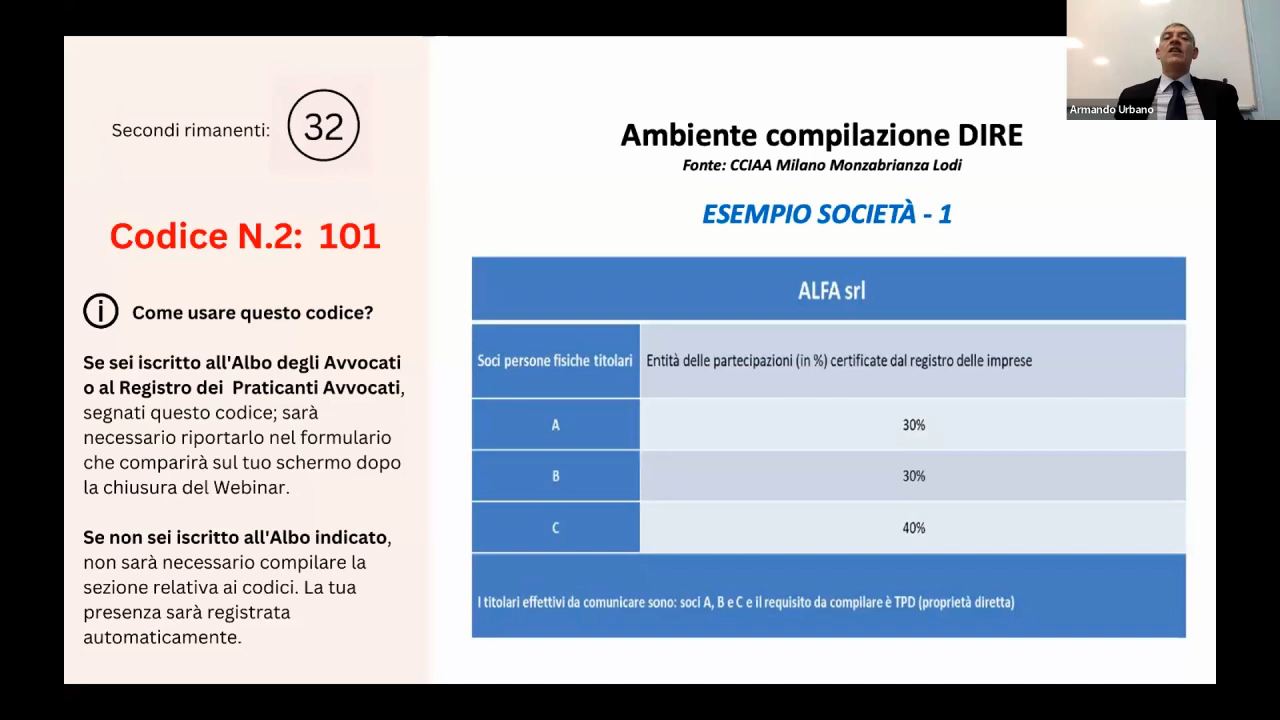 Secondi rimanenti: 32
Codice N.2: 101
Come usare questo codice?
Se sei iscritto all'Albo degli Avvocati
o al Registro dei Praticanti Avvocati,
segnati questo codice; sarà
necessario riportarlo nel formulario
che comparirà sul tuo schermo dopo
la chiusura del Webinar.
Se non sei iscritto all'Albo indicato,
non sarà necessario compilare la
sezione relativa ai codici. La tua
presenza sarà registrata
automaticamente.
Armando Urbano
Ambiente compilazione DIRE
Fonte: CCIAA Milano Monzabrianza Lodi
ESEMPIO SOCIETÀ - 1
ALFA srl
Soci persone fisiche titolari Entità delle partecipazioni (in %) certificate dal registro delle imprese
A 30%
B 30%
C 40%
I titolari effettivi da comunicare sono: soci A, B e C e il requisito da compilare è TPD (proprietà diretta)